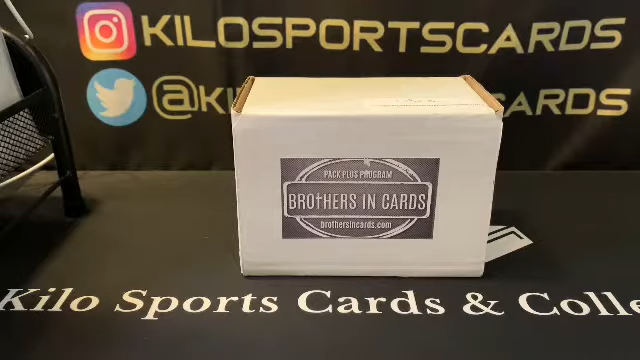 KILOSPORTSCARDS
@KI
CARDS
PACK PLUS PROGRAM
BROTHERS IN CARDS
brothersincards.com
Kilo Sports Cards & Colle